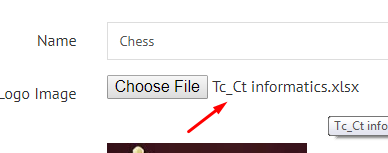 Name
Chess
Logo Image
Choose File Tc_Ct informatics.xlsx
Tc_Ct info